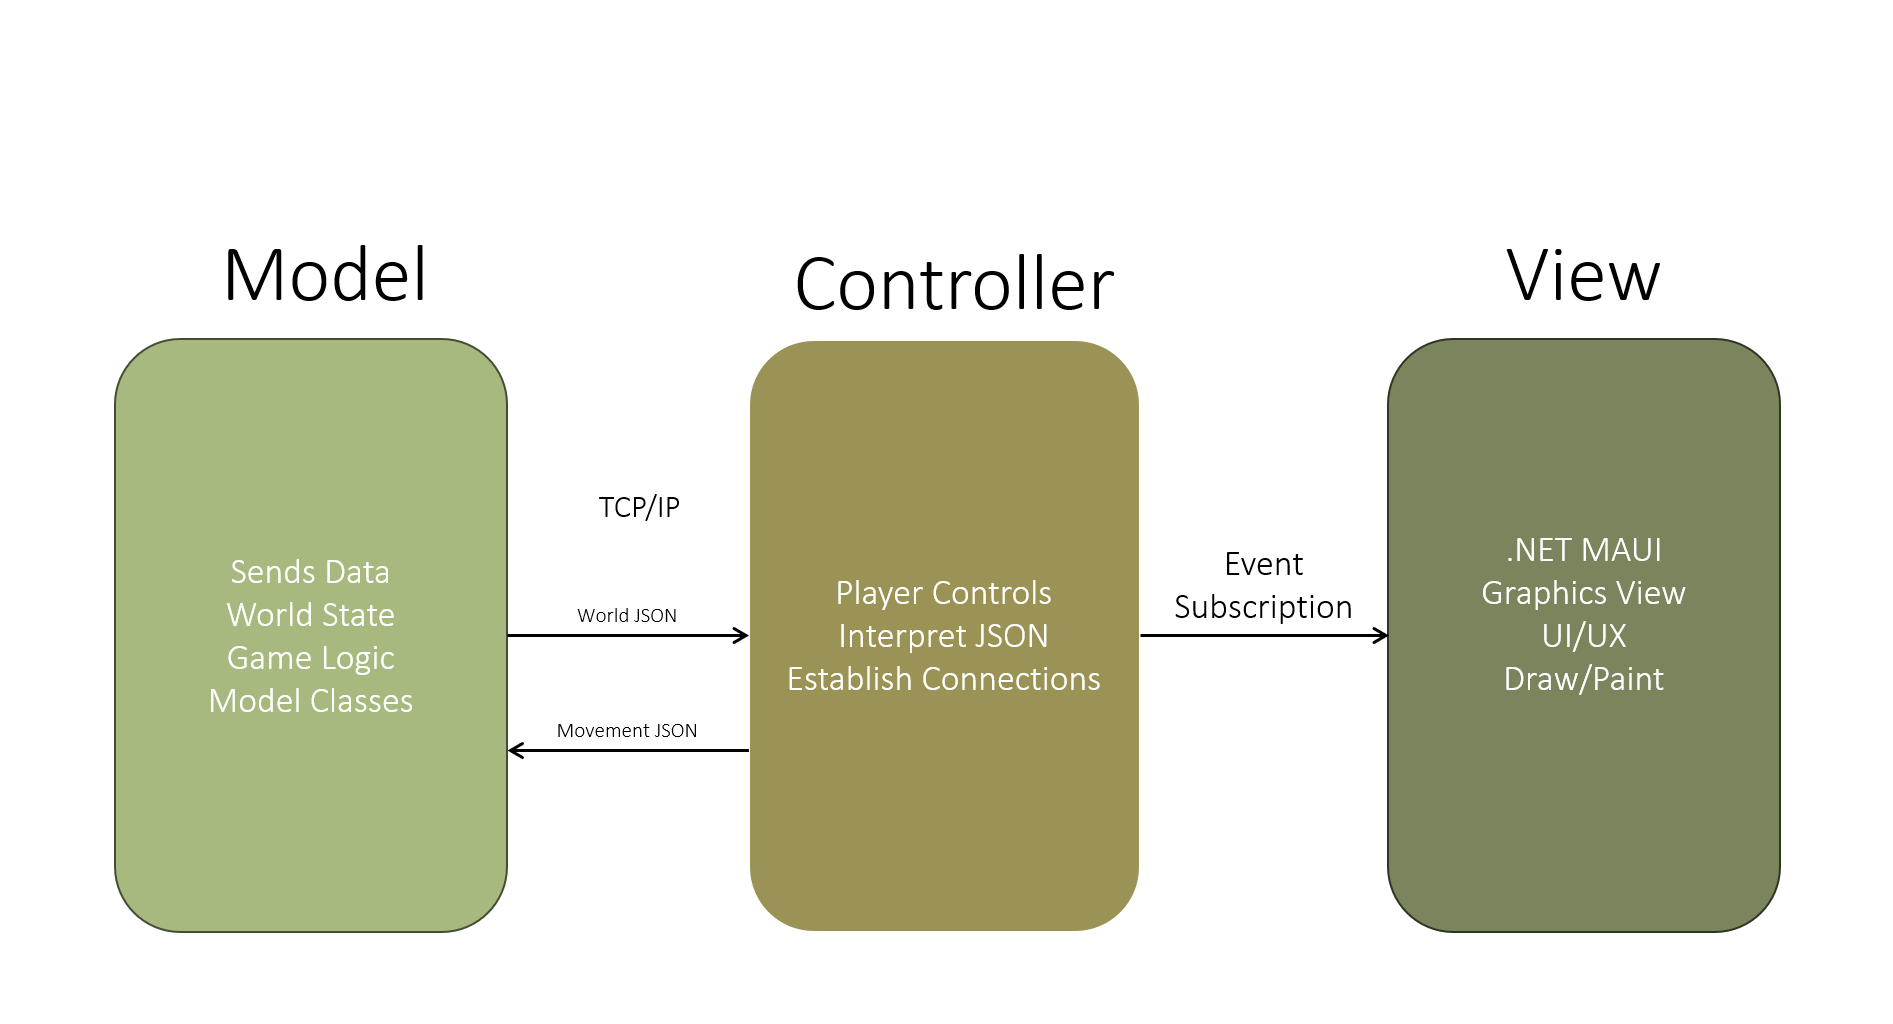 Model
Controller
View
Sends Data
World State
Game Logic
Model Classes
TCP/IP
World JSON
Movement JSON
Player Controls
Interpret JSON
Establish Connections
Event
Subscription
.NET MAUI
Graphics View
UI/UX
Draw/Paint